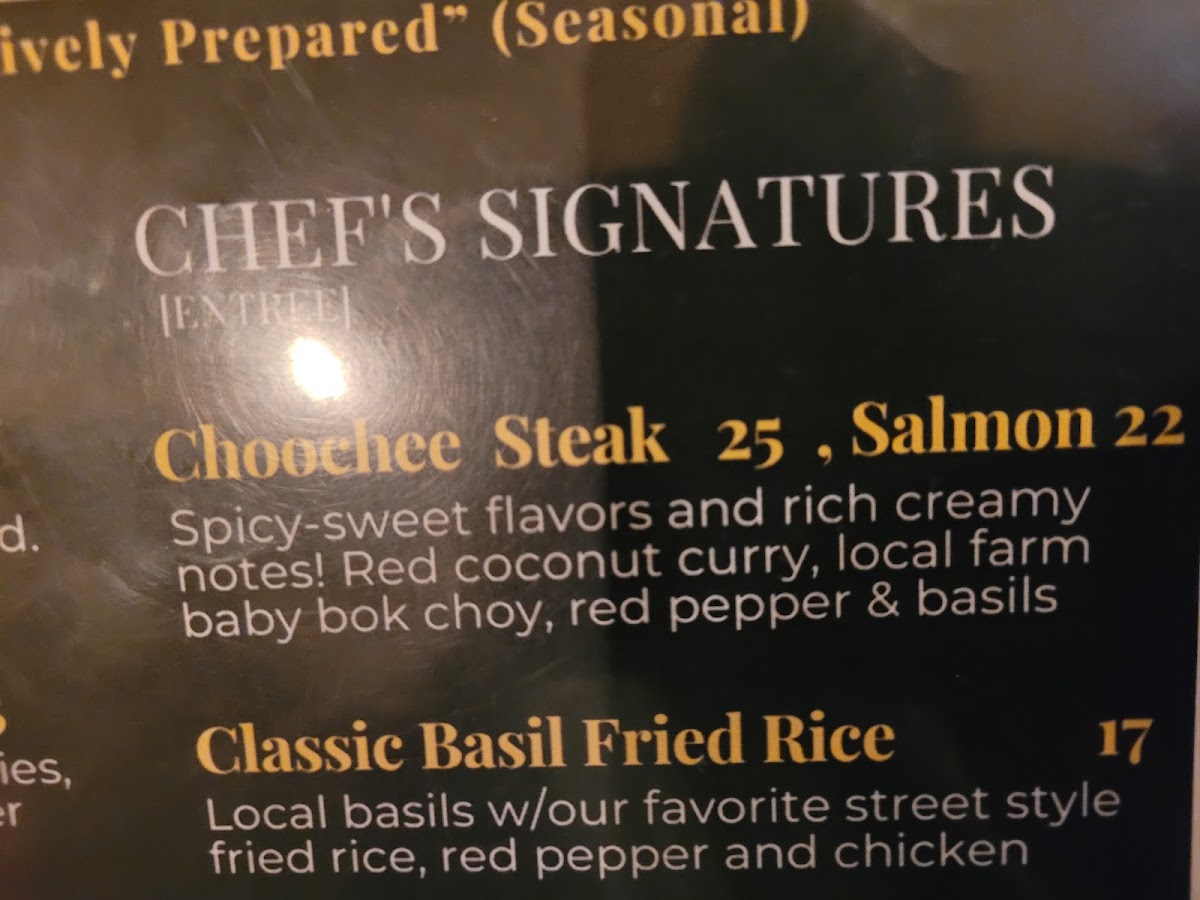 ively Prepared” (Seasonal)
CHEF'S SIGNATURES
[ENTREE]
Choochee Steak 25 , Salmon 22
Spicy-sweet flavors and rich creamy
notes! Red coconut curry, local farm
baby bok choy, red pepper & basils
d.
Classic Basil Fried Rice 17
Local basils w/our favorite street style
fried rice, red pepper and chicken
ies,
er